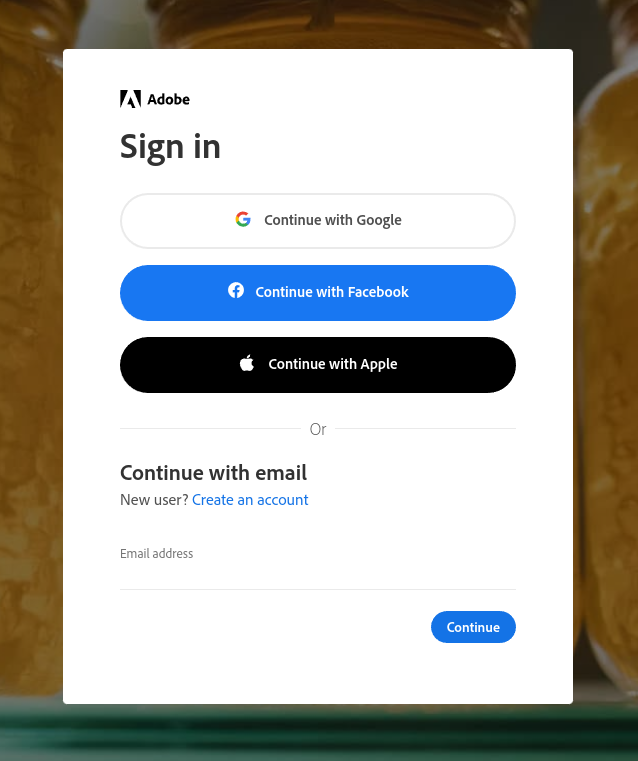 Adobe
Sign in
Continue with Google
Continue with Facebook
Continue with Apple
Or
Continue with email
New user? Create an account
Email address
Continue